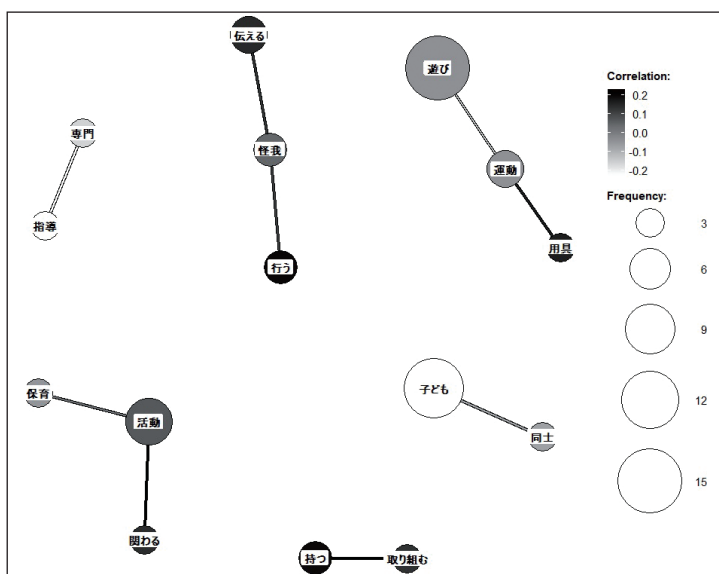 伝える
遊び
Correlation:
0.2
0.1
0.0
-0.1
-0.2
専門
怪我
運動
Frequency:
指導
3
用具
行う
6
9
保育
子ども
12
活動
同士
15
関わる
持つ
取り組む